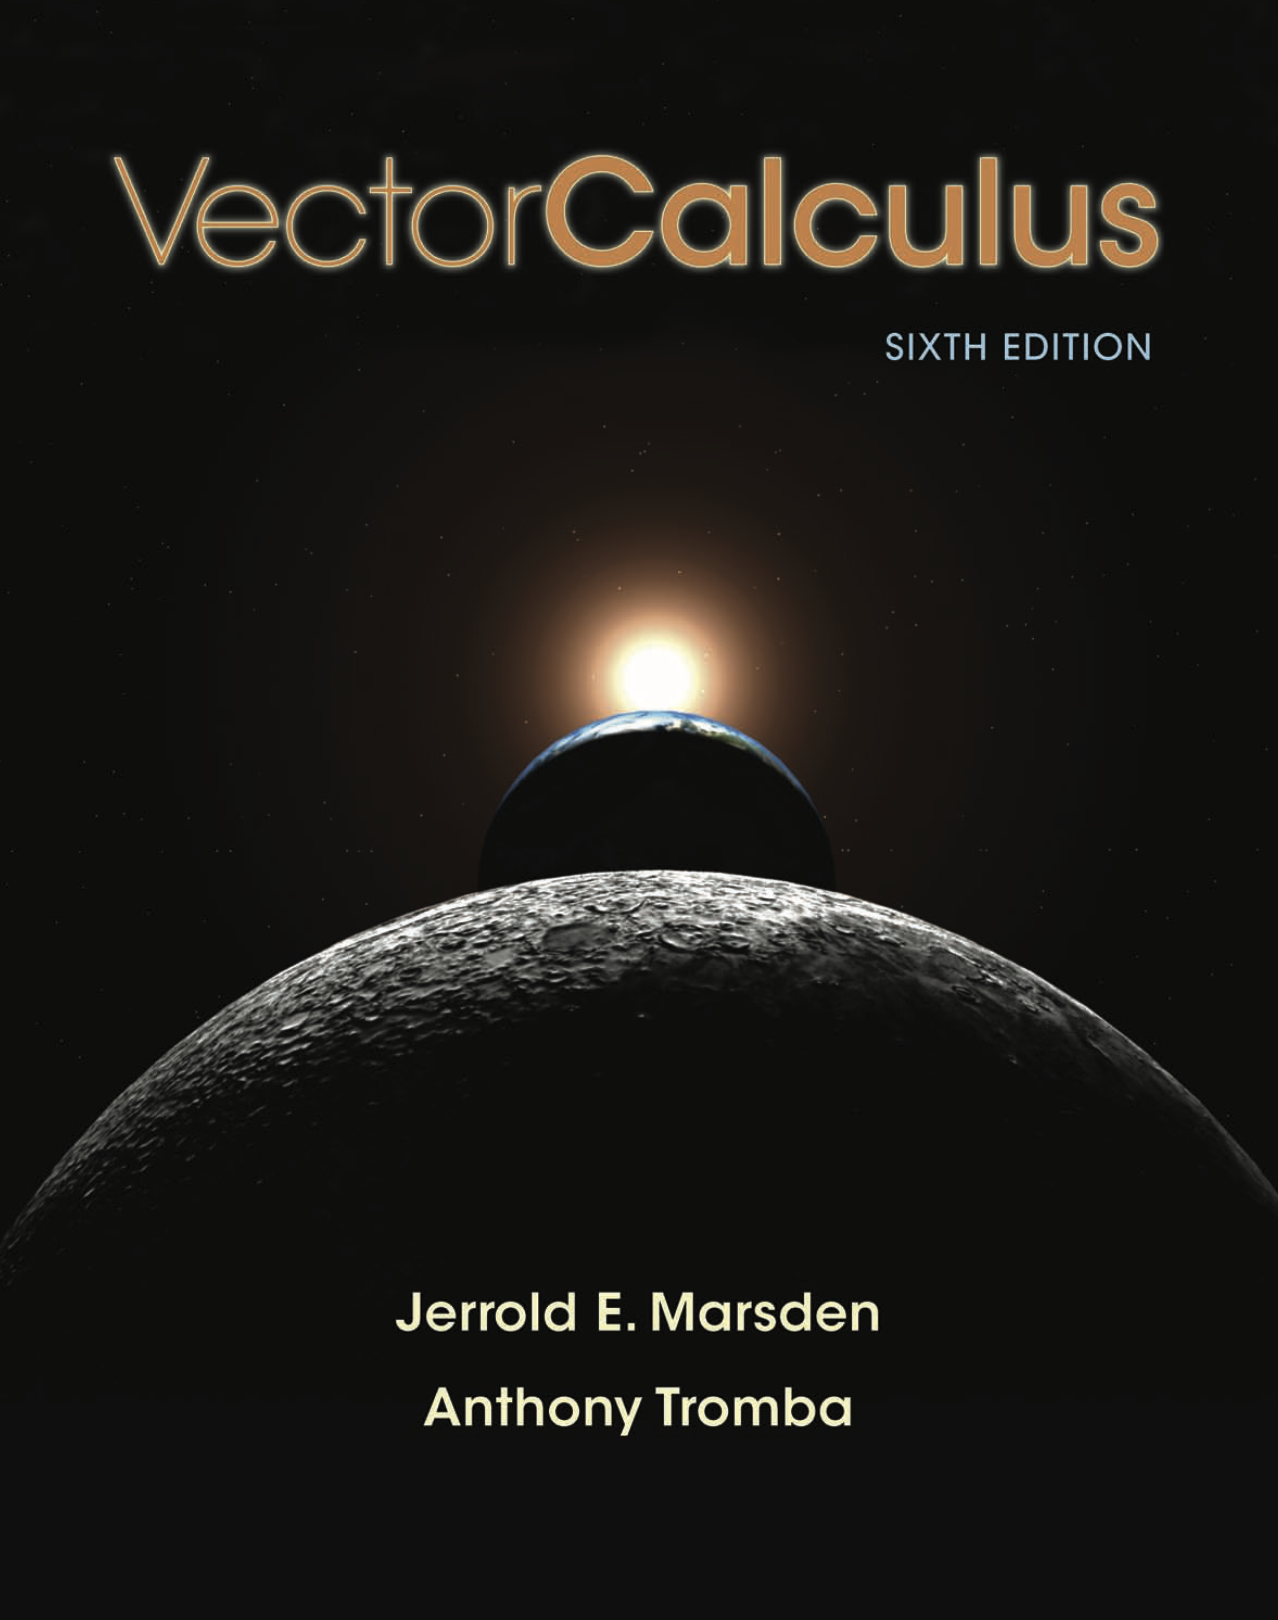 VectorCalculus
SIXTH EDITION
Jerrold E. Marsden
Anthony Tromba